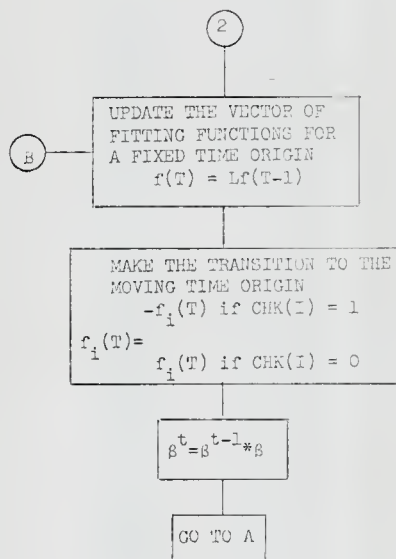 2
UPDATE THE VECTOR OF
FITTING FUNCTIONS FOR
A FIXED TIME ORIGIN
f(T) = Lf(T-1)
B
MAKE THE TRANSITION TO THE
MOVING TIME ORIGIN
-f_i(T) if CHK(I) = 1
f_i(T)=
f_i(T) if CHK(I) = 0
β^t=β^t-1*β
GO TO A